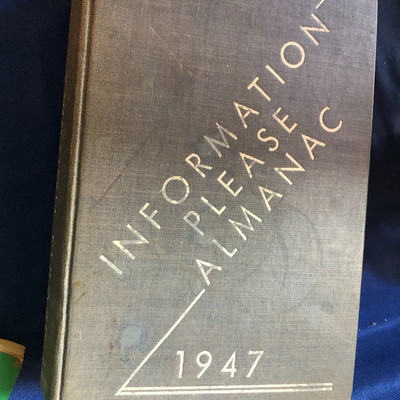 INFORMATION
PLEASE
ALMANAC
1947